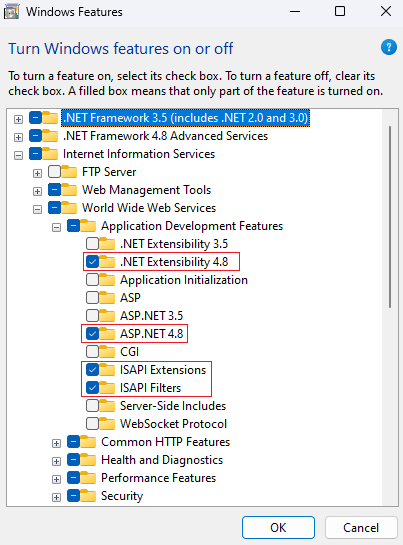 Windows Features
Turn Windows features on or off
?
To turn a feature on, select its check box. To turn a feature off, clear its
check box. A filled box means that only part of the feature is turned on.
.NET Framework 3.5 (includes .NET 2.0 and 3.0)
.NET Framework 4.8 Advanced Services
Internet Information Services
FTP Server
Web Management Tools
World Wide Web Services
Application Development Features
.NET Extensibility 3.5
.NET Extensibility 4.8
Application Initialization
ASP
ASP.NET 3.5
ASP.NET 4.8
CGI
ISAPI Extensions
ISAPI Filters
Server-Side Includes
WebSocket Protocol
Common HTTP Features
Health and Diagnostics
Performance Features
Security
OK
Cancel